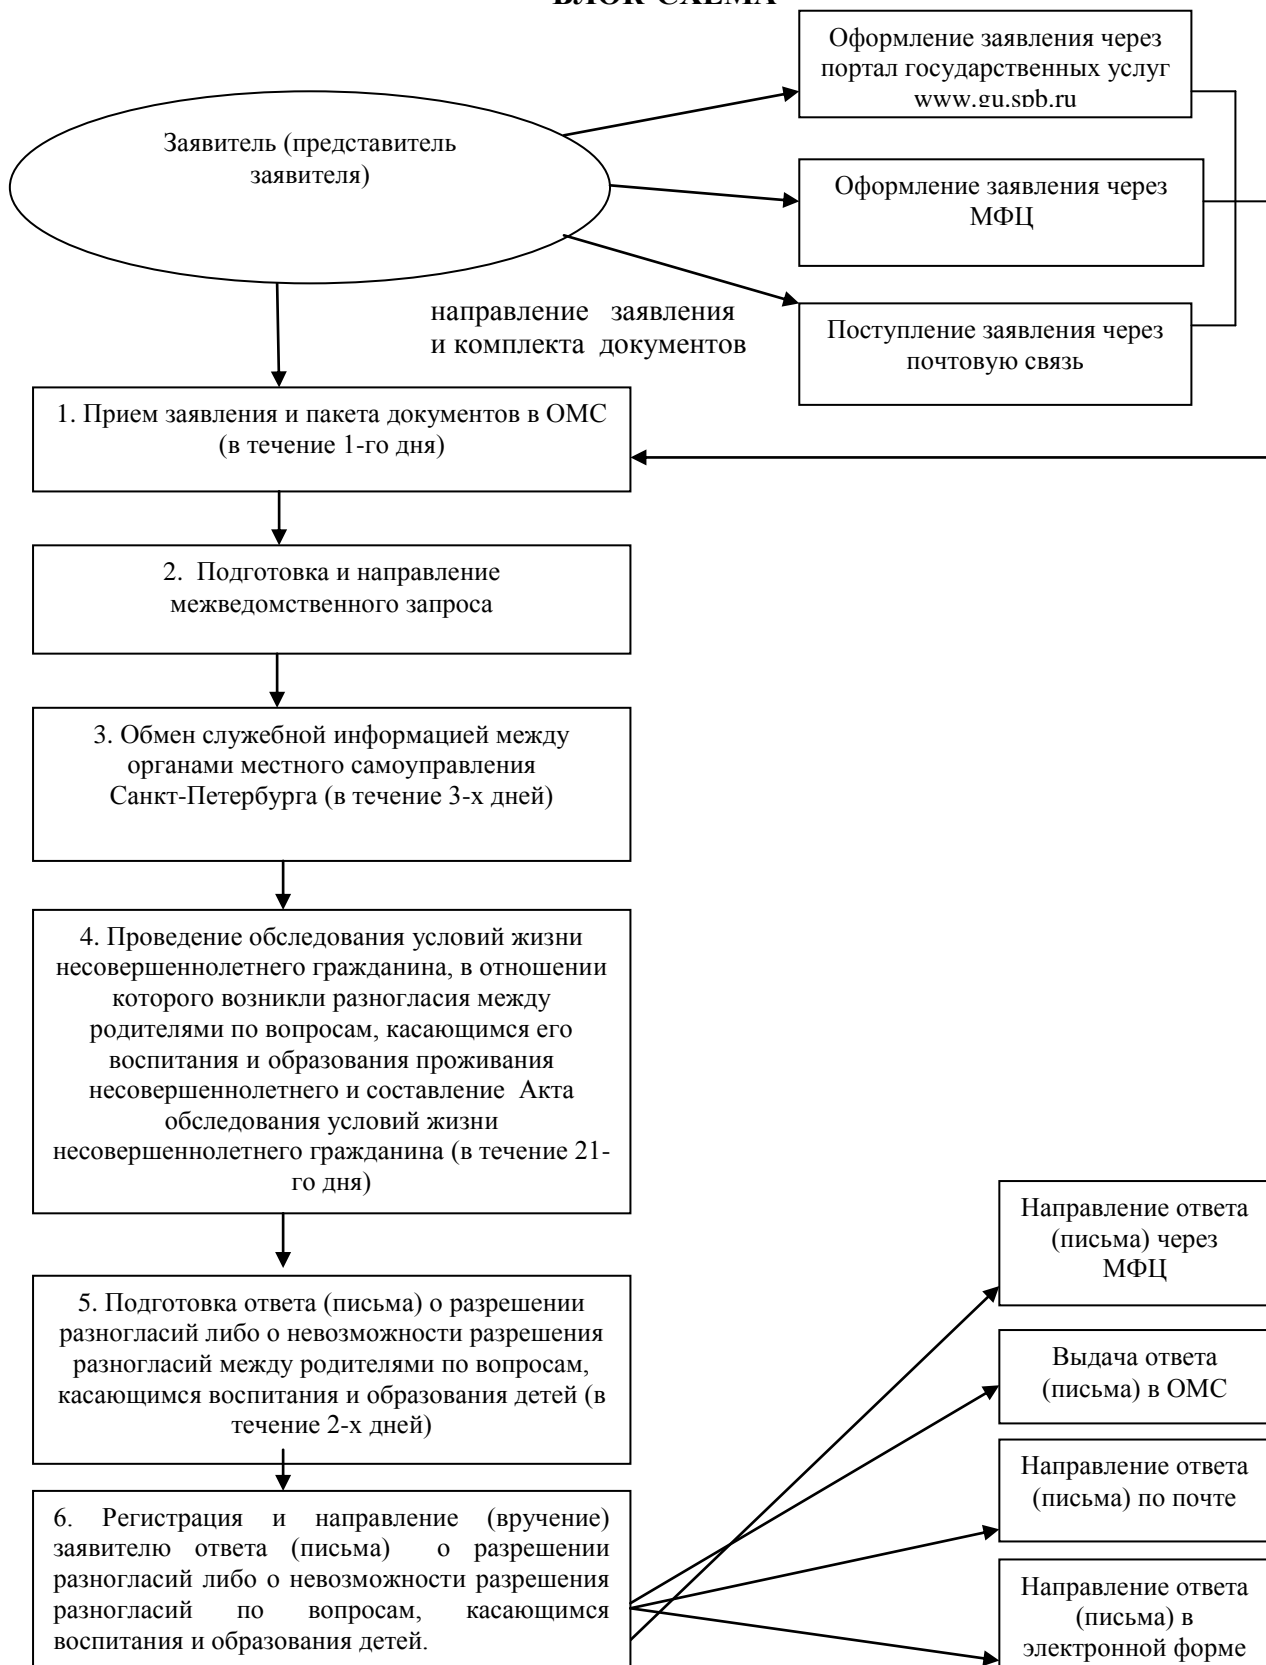 БЛОК-СХЕМА
Оформление заявления через
портал государственных услуг
www.gu.spb.ru
Заявитель (представитель
заявителя)
Оформление заявления через
МФЦ
направление заявления
и комплекта документов
Поступление заявления через
почтовую связь
1. Прием заявления и пакета документов в ОМС
(в течение 1-го дня)
2. Подготовка и направление
межведомственного запроса
3. Обмен служебной информацией между
органами местного самоуправления
Санкт-Петербурга (в течение 3-х дней)
4. Проведение обследования условий жизни
несовершеннолетнего гражданина, в отношении
которого возникли разногласия между
родителями по вопросам, касающимся его
воспитания и образования проживания
несовершеннолетнего и составление Акта
обследования условий жизни
несовершеннолетнего гражданина (в течение 21-
го дня)
5. Подготовка ответа (письма) о разрешении
разногласий либо о невозможности разрешения
разногласий между родителями по вопросам,
касающимся воспитания и образования детей (в
течение 2-х дней)
6. Регистрация и направление (вручение)
заявителю ответа (письма) о разрешении
разногласий либо о невозможности разрешения
разногласий по вопросам, касающимся
воспитания и образования детей.
Направление ответа
(письма) через
МФЦ
Выдача ответа
(письма) в ОМС
Направление ответа
(письма) по почте
Направление ответа
(письма) в
электронной форме